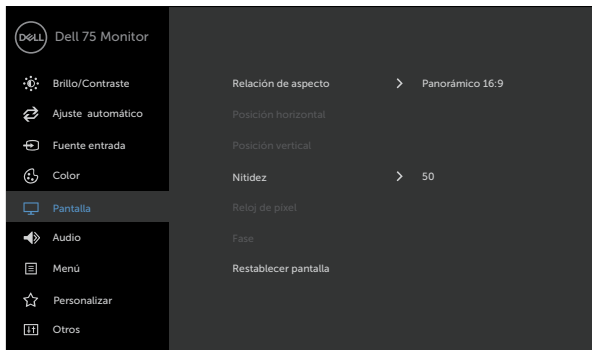 DELL Dell 75 Monitor
Brillo/Contraste
Relación de aspecto > Panorámico 16:9
Ajuste automático
Posición horizontal
Fuente entrada
Posición vertical
Color
Nitidez > 50
Pantalla
Reloj de píxel
Audio
Fase
Menú
Restablecer pantalla
Personalizar
Otros